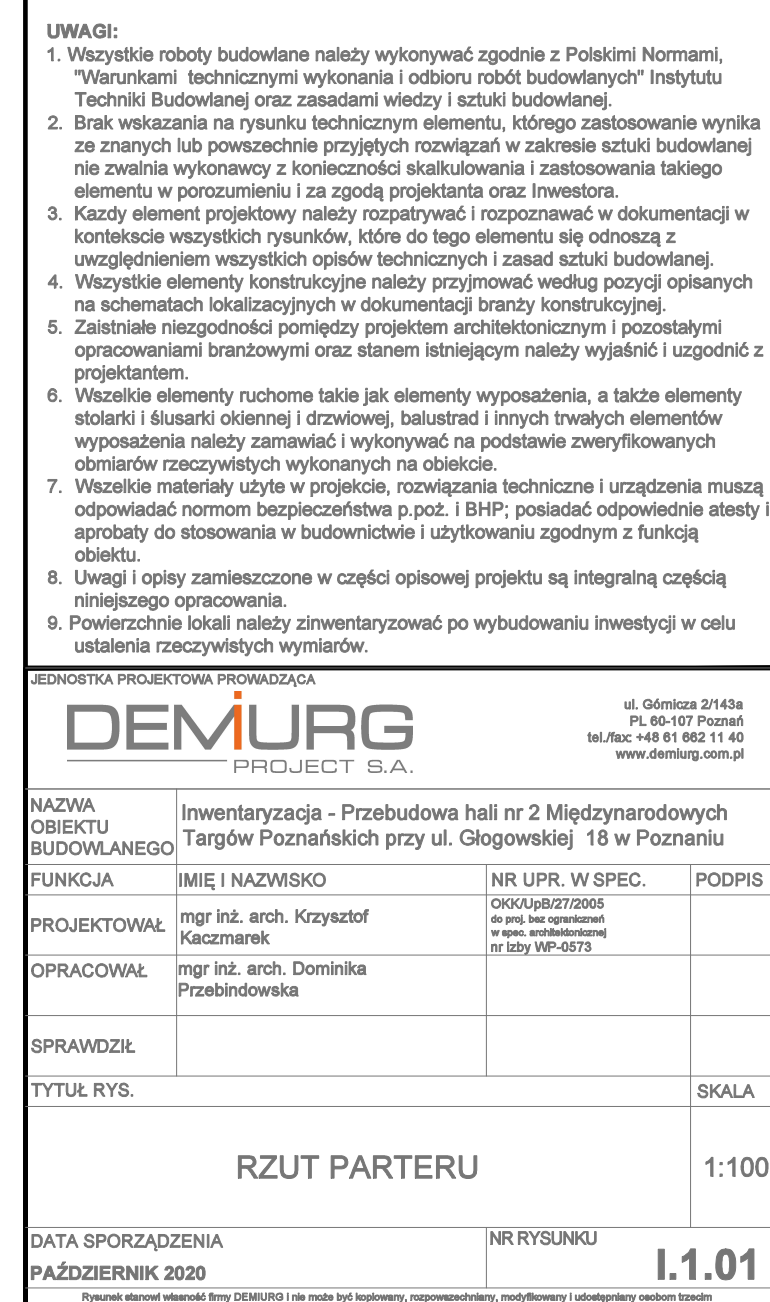 UWAGI:
1. Wszystkie roboty budowlane należy wykonywać zgodnie z Polskimi Normami,
"Warunkami technicznymi wykonania i odbioru robót budowlanych" Instytutu
Techniki Budowlanej oraz zasadami wiedzy i sztuki budowlanej.
2. Brak wskazania na rysunku technicznym elementu, którego zastosowanie wynika
ze znanych lub powszechnie przyjętych rozwiązań w zakresie sztuki budowlanej
nie zwalnia wykonawcy z konieczności skalkulowania i zastosowania takiego
elementu w porozumieniu i za zgodą projektanta oraz Inwestora.
3. Kazdy element projektowy należy rozpatrywać i rozpoznawać w dokumentacji w
kontekscie wszystkich rysunków, które do tego elementu się odnoszą z
uwzględnieniem wszystkich opisów technicznych i zasad sztuki budowlanej.
4. Wszystkie elementy konstrukcyjne należy przyjmować według pozycji opisanych
na schematach lokalizacyjnych w dokumentacji branży konstrukcyjnej.
5. Zaistniałe niezgodności pomiędzy projektem architektonicznym i pozostałymi
opracowaniami branżowymi oraz stanem istniejącym należy wyjaśnić i uzgodnić z
projektantem.
6. Wszelkie elementy ruchome takie jak elementy wyposażenia, a także elementy
stolarki i ślusarki okiennej i drzwiowej, balustrad i innych trwałych elementów
wyposażenia należy zamawiać i wykonywać na podstawie zweryfikowanych
obmiarów rzeczywistych wykonanych na obiekcie.
7. Wszelkie materiały użyte w projekcie, rozwiązania techniczne i urządzenia muszą
odpowiadać normom bezpieczeństwa p.poż. i BHP; posiadać odpowiednie atesty i
aprobaty do stosowania w budownictwie i użytkowaniu zgodnym z funkcją
obiektu.
8. Uwagi i opisy zamieszczone w części opisowej projektu są integralną częścią
niniejszego opracowania.
9. Powierzchnie lokali należy zinwentaryzować po wybudowaniu inwestycji w celu
ustalenia rzeczywistych wymiarów.
JEDNOSTKA PROJEKTOWA PROWADZĄCA
DEMIURG
PROJECT S.A.
ul. Górnicza 2/143a
PL 60-107 Poznań
tel./fax: +48 61 662 11 40
www.demiurg.com.pl
NAZWA
OBIEKTU
BUDOWLANEGO
Inwentaryzacja - Przebudowa hali nr 2 Międzynarodowych
Targów Poznańskich przy ul. Głogowskiej 18 w Poznaniu
FUNKCJA IMIĘ I NAZWISKO NR UPR. W SPEC. PODPIS
PROJEKTOWAŁ
mgr inż. arch. Krzysztof
Kaczmarek
OKK/UpB/27/2005
do proj. bez ograniczneń
w spec. architektonicznej
nr izby WP-0573
OPRACOWAŁ
mgr inż. arch. Dominika
Przebindowska
SPRAWDZIŁ
TYTUŁ RYS. SKALA
RZUT PARTERU 1:100
DATA SPORZĄDZENIA
PAŹDZIERNIK 2020
NR RYSUNKU
I.1.01
Rysunek stanowi własność firmy DEMIURG i nie może być kopiowany, rozpowszechniany, modyfikowany i udostępniany osobom trzecim